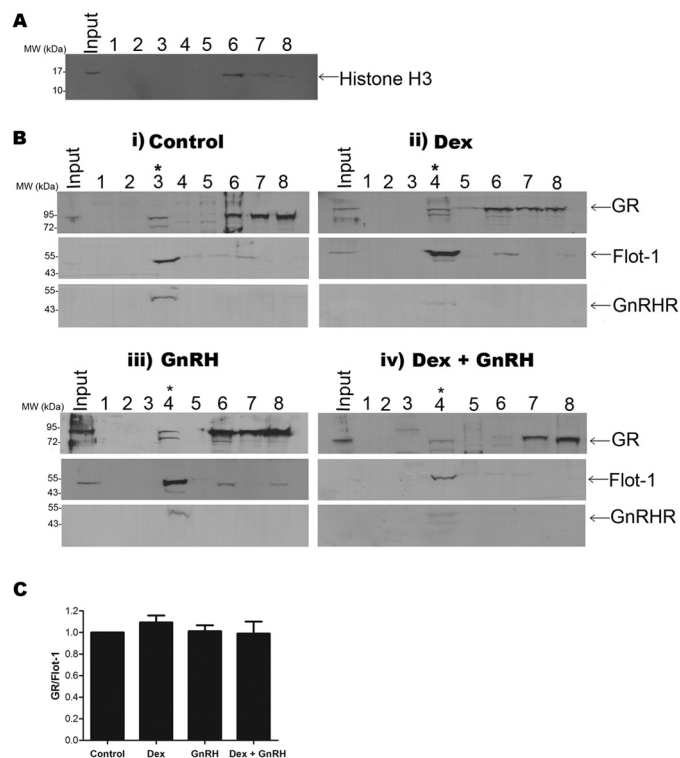 A
MW (kDa) Input 1 2 3 4 5 6 7 8
17-
10-
Histone H3
B
i) Control
*
MW (kDa) Input 1 2 3 4 5 6 7 8
95-
72-
55-
43-
55-
43-
ii) Dex
*
Input 1 2 3 4 5 6 7 8
GR
Flot-1
GnRHR
iii) GnRH
*
MW (kDa) Input 1 2 3 4 5 6 7 8
95-
72-
55-
43-
55-
43-
iv) Dex + GnRH
*
Input 1 2 3 4 5 6 7 8
GR
Flot-1
GnRHR
C
GR/Flot-1
1.2
1.0
0.8
0.6
0.4
0.2
0.0
Control Dex GnRH Dex + GnRH